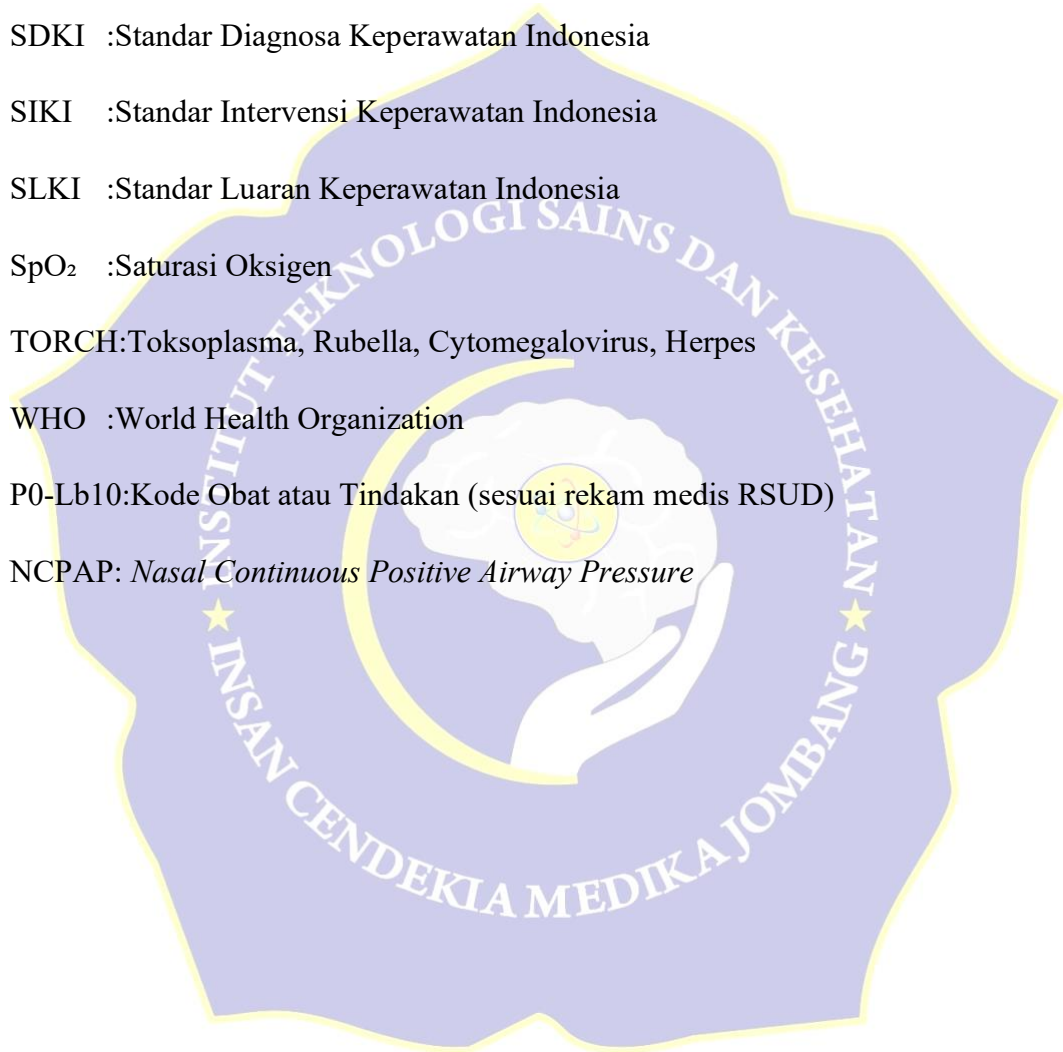 SDKI :Standar Diagnosa Keperawatan Indonesia
SIKI :Standar Intervensi Keperawatan Indonesia
SLKI :Standar Luaran Keperawatan Indonesia
SpO₂ :Saturasi Oksigen
TORCH:Toksoplasma, Rubella, Cytomegalovirus, Herpes
WHO :World Health Organization
P0-Lb10:Kode Obat atau Tindakan (sesuai rekam medis RSUD)
NCPAP: Nasal Continuous Positive Airway Pressure
INSTITUT TEKNOLOGI SAINS DAN KESEHATAN
INSAN CENDEKIA MEDIKA JOMBANG